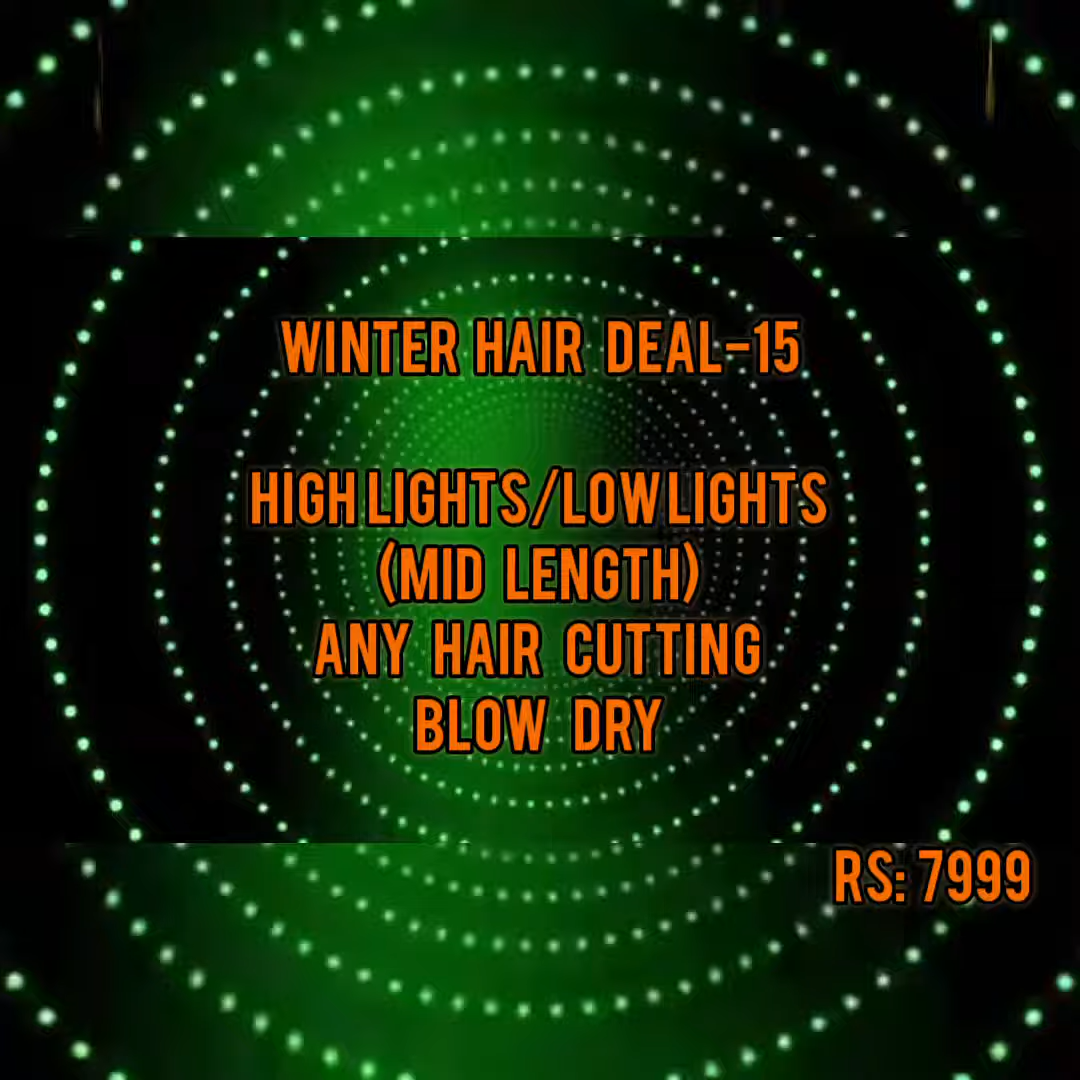 WINTER HAIR DEAL-15
HIGH LIGHTS/LOW LIGHTS
(MID LENGTH)
ANY HAIR CUTTING
BLOW DRY
RS: 7999